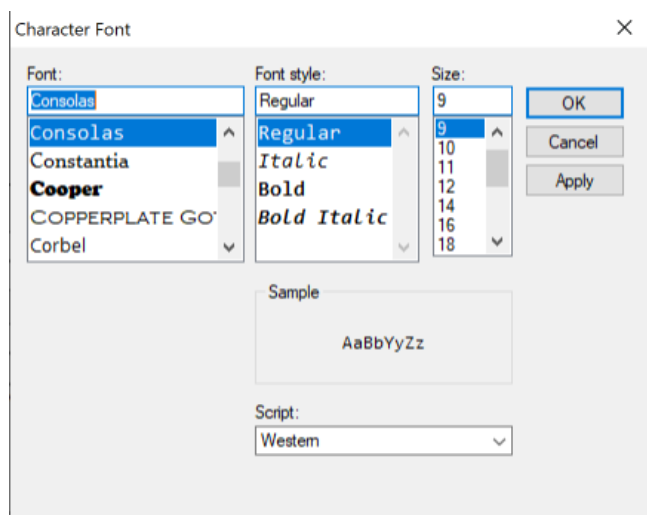 Character Font
Font:
Consolas
Consolas
Constantia
Cooper
COPPERPLATE GO
Corbel
Font style:
Regular
Regular
Italic
Bold
Bold Italic
Size:
9
9
10
11
12
14
16
18
OK
Cancel
Apply
Sample
AaBbYyZz
Script:
Western